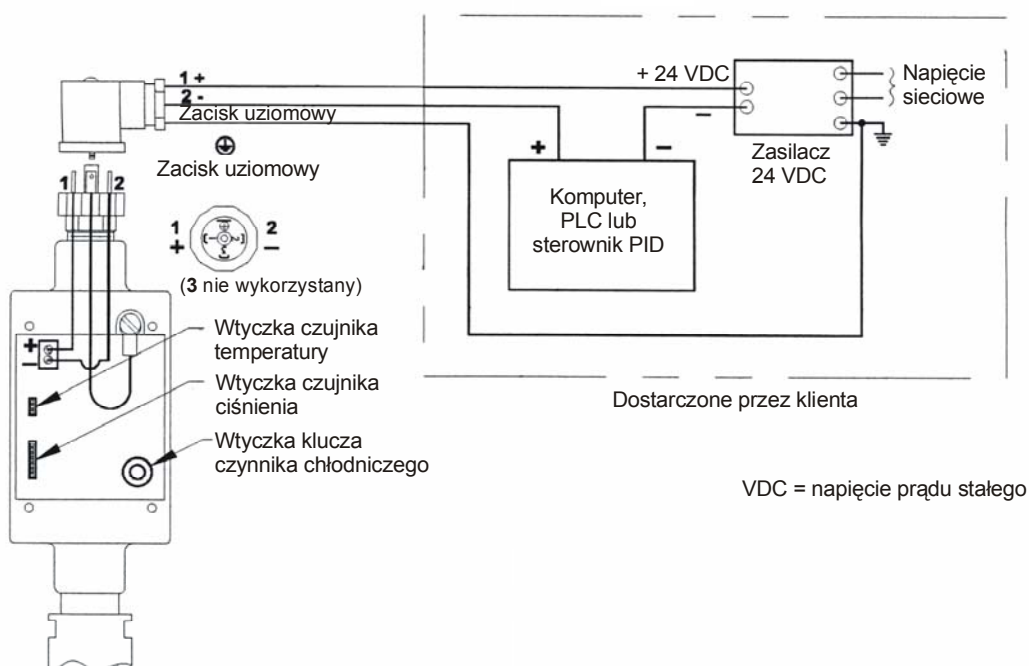 1 +
2 -
Zacisk uziomowy
Zacisk uziomowy
1 2
1 2
+ −
(3 nie wykorzystany)
+
−
Wtyczka czujnika
temperatury
Wtyczka czujnika
ciśnienia
Wtyczka klucza
czynnika chłodniczego
+ 24 VDC
−
Napięcie
sieciowe
Zasilacz
24 VDC
+ −
Komputer,
PLC lub
sterownik PID
Dostarczone przez klienta
VDC = napięcie prądu stałego